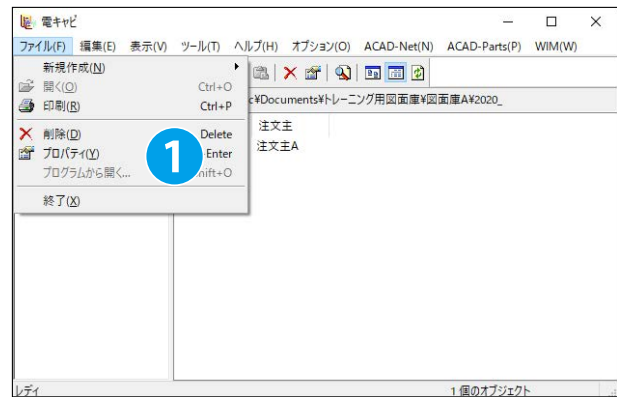 電キャビ
ファイル(F) 編集(E) 表示(V) ツール(T) ヘルプ(H) オプション(O) ACAD-Net(N) ACAD-Parts(P) WIM(W)
新規作成(N)
開く(O) Ctrl+O
印刷(R) Ctrl+P
c¥Documents¥トレーニング用図面庫¥図面庫A¥2020_
注文主
削除(D) Delete
注文主A
プロパティ(Y) Enter
1
プログラムから開く... hift+O
終了(X)
レディ 1 個のオブジェクト